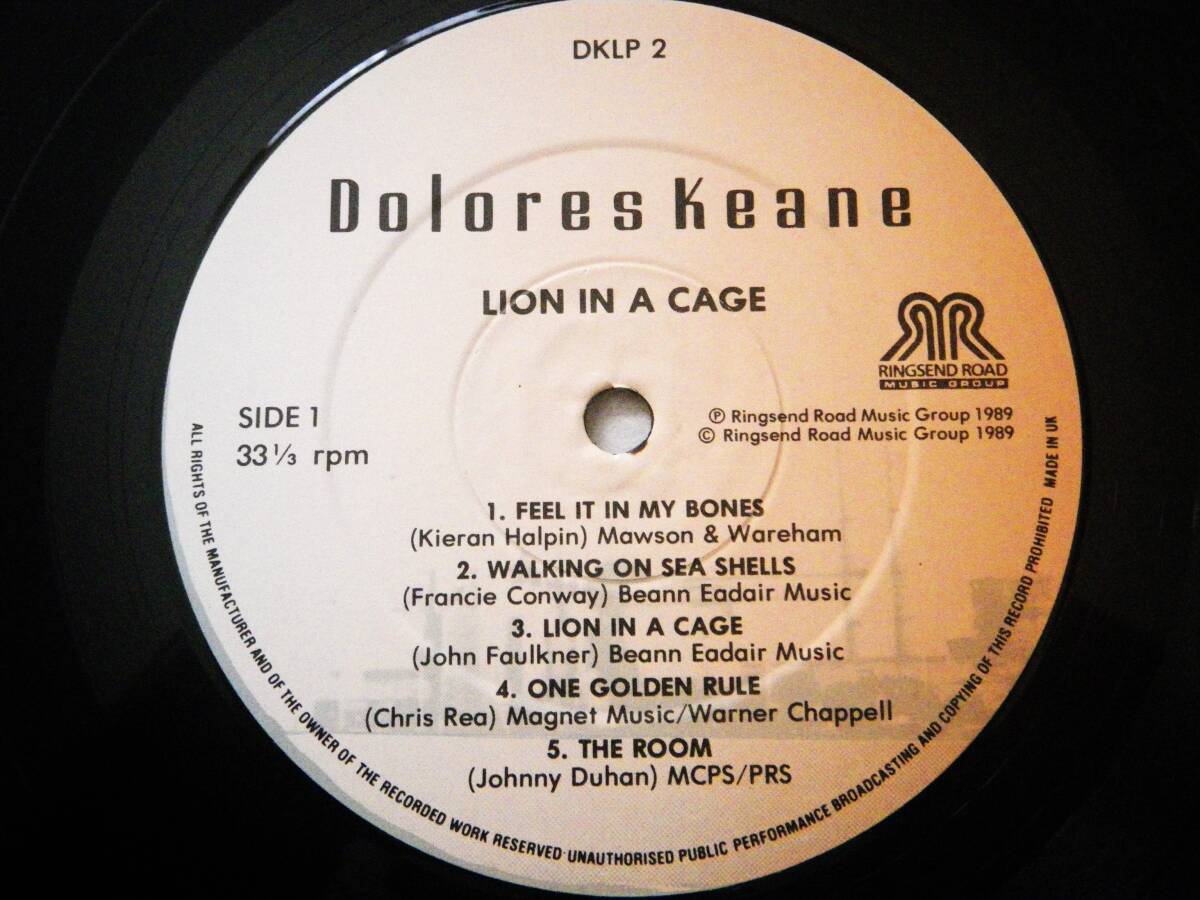 DKLP 2
Dolores Keane
LION IN A CAGE
RINGSEND ROAD
MUSIC GROUP
SIDE 1
33 1/3 rpm
Ⓟ Ringsend Road Music Group 1989
© Ringsend Road Music Group 1989
1. FEEL IT IN MY BONES
(Kieran Halpin) Mawson & Wareham
2. WALKING ON SEA SHELLS
(Francie Conway) Beann Eadair Music
3. LION IN A CAGE
(John Faulkner) Beann Eadair Music
4. ONE GOLDEN RULE
(Chris Rea) Magnet Music/Warner Chappell
5. THE ROOM
(Johnny Duhan) MCPS/PRS
ALL RIGHTS OF THE MANUFACTURER AND OF THE OWNER OF THE RECORDED WORK RESERVED · UNAUTHORISED PUBLIC PERFORMANCE BROADCASTING AND COPYING OF THIS RECORD PROHIBITED MADE IN UK